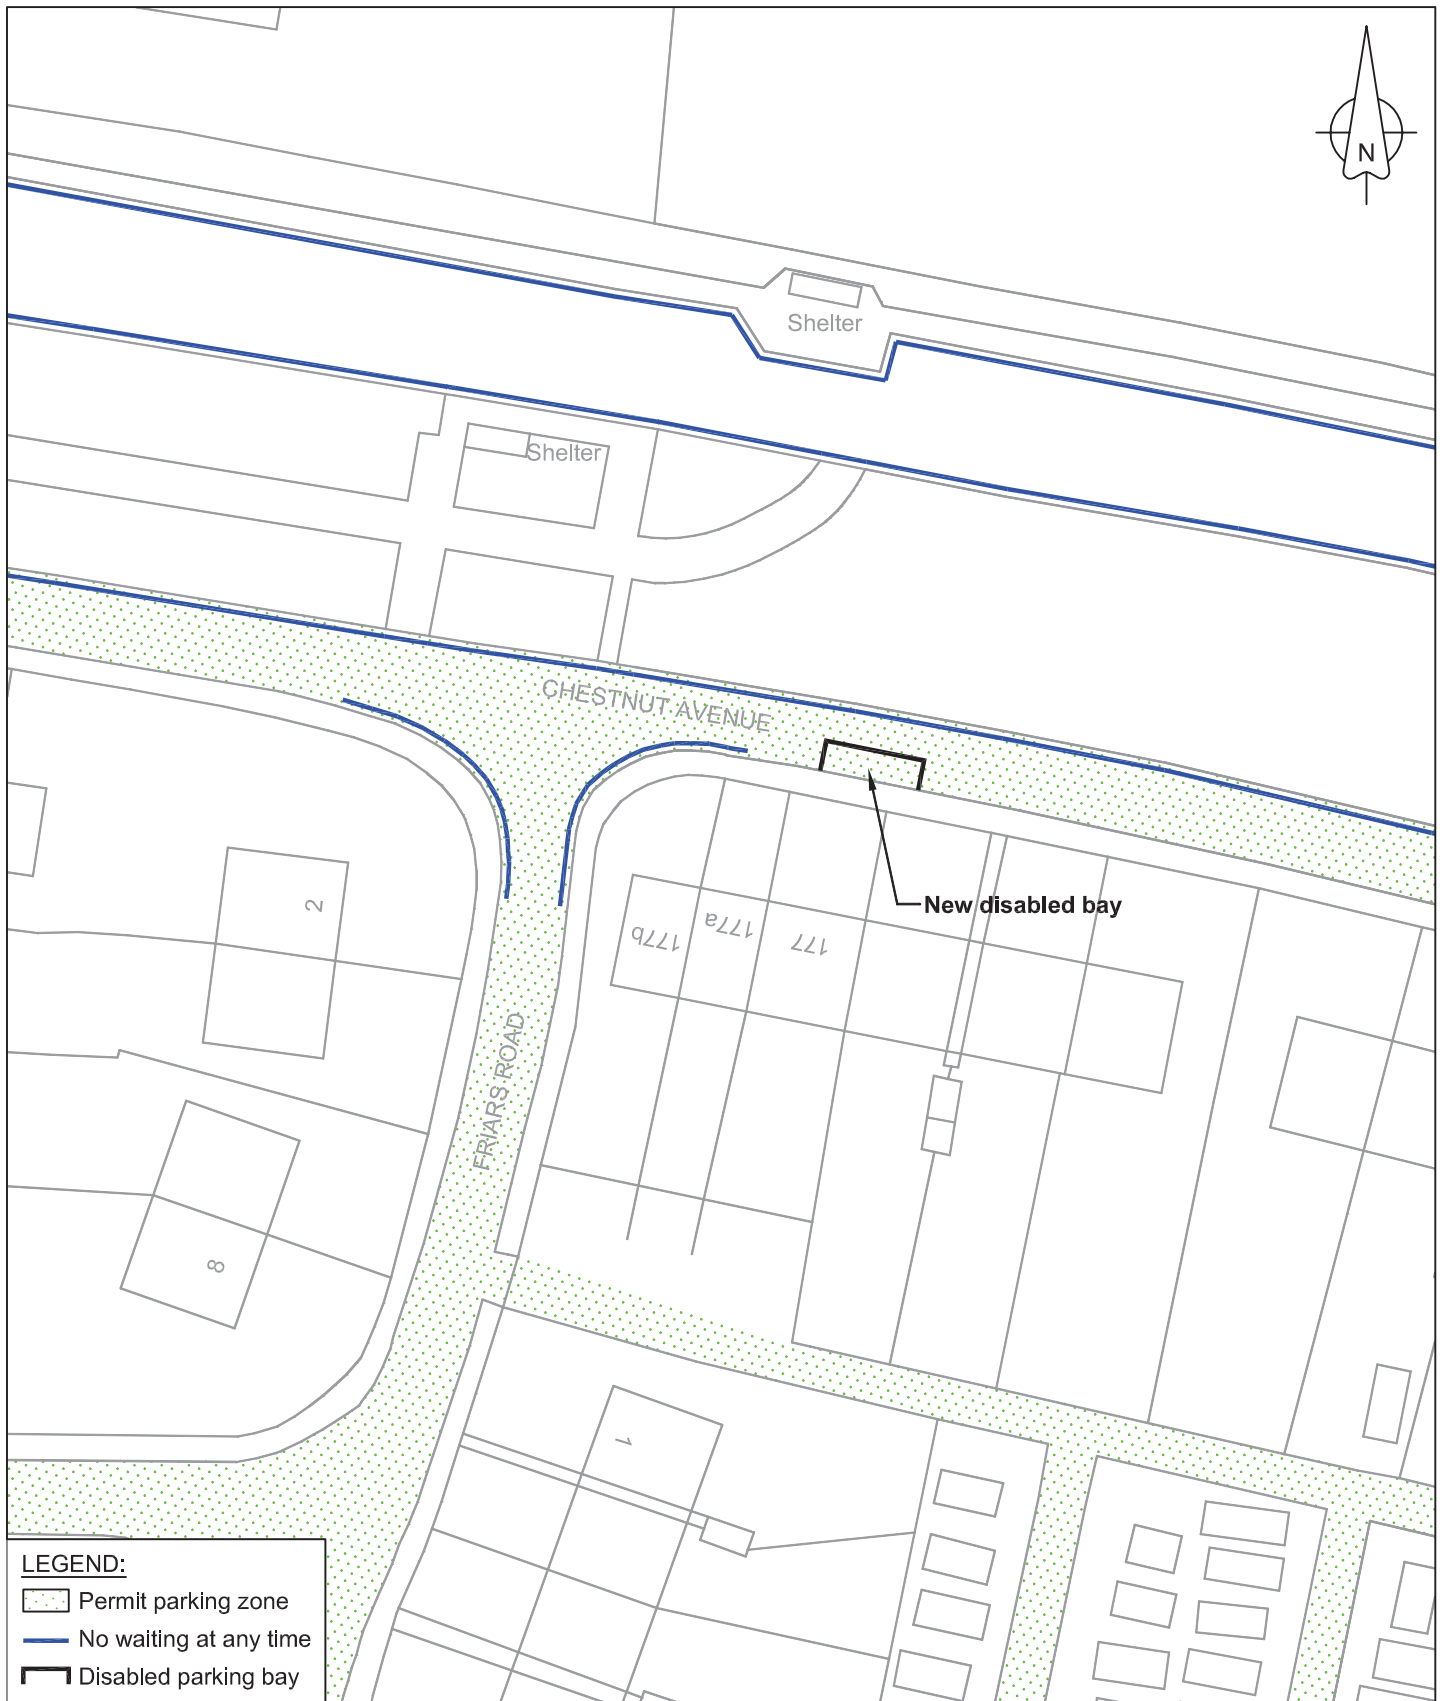 N
Shelter
Shelter
CHESTNUT AVENUE
New disabled bay
2
177b
177a
177
FRIARS ROAD
8
1
LEGEND:
Permit parking zone
No waiting at any time
Disabled parking bay